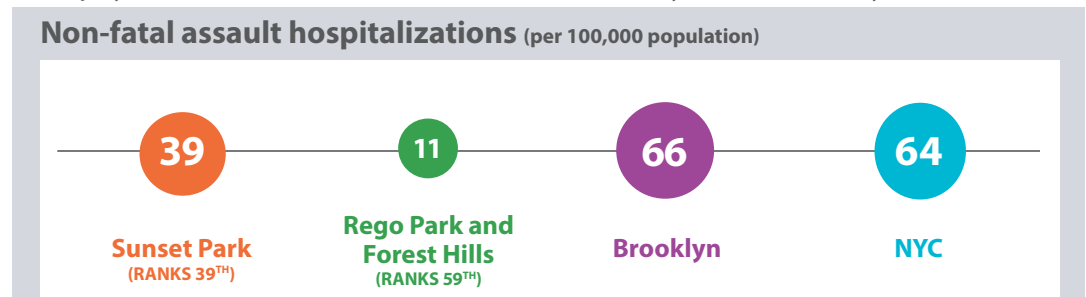 Non-fatal assault hospitalizations (per 100,000 population)
39
11
66
64
Sunset Park
(RANKS 39TH)
Rego Park and
Forest Hills
(RANKS 59TH)
Brooklyn
NYC